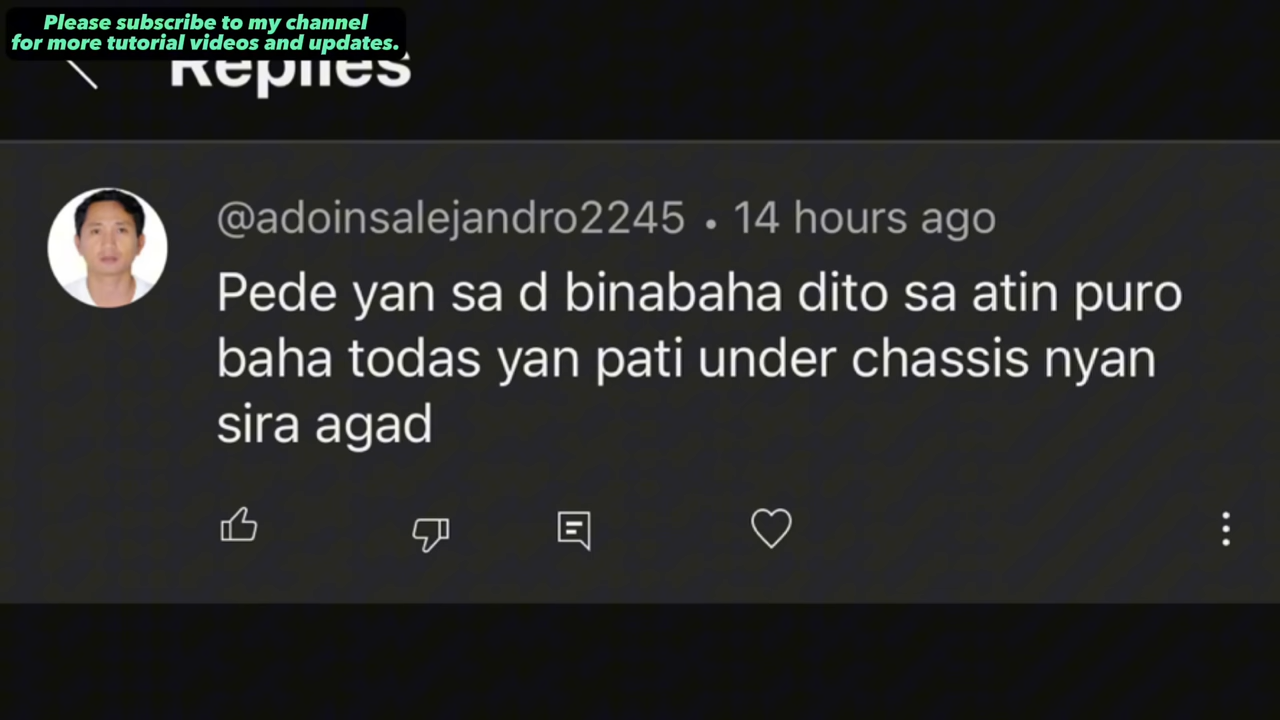 Please subscribe to my channel
for more tutorial videos and updates.
Replies
@adoinsalejandro2245 • 14 hours ago
Pede yan sa d binabaha dito sa atin puro
baha todas yan pati under chassis nyan
sira agad